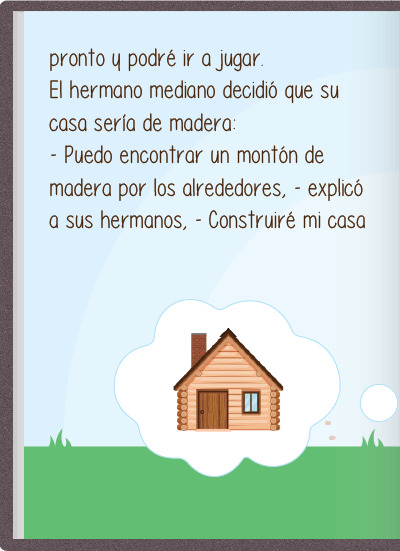 pronto y podré ir a jugar.
El hermano mediano decidió que su
casa sería de madera:
- Puedo encontrar un montón de
madera por los alrededores, - explicó
a sus hermanos, - Construiré mi casa